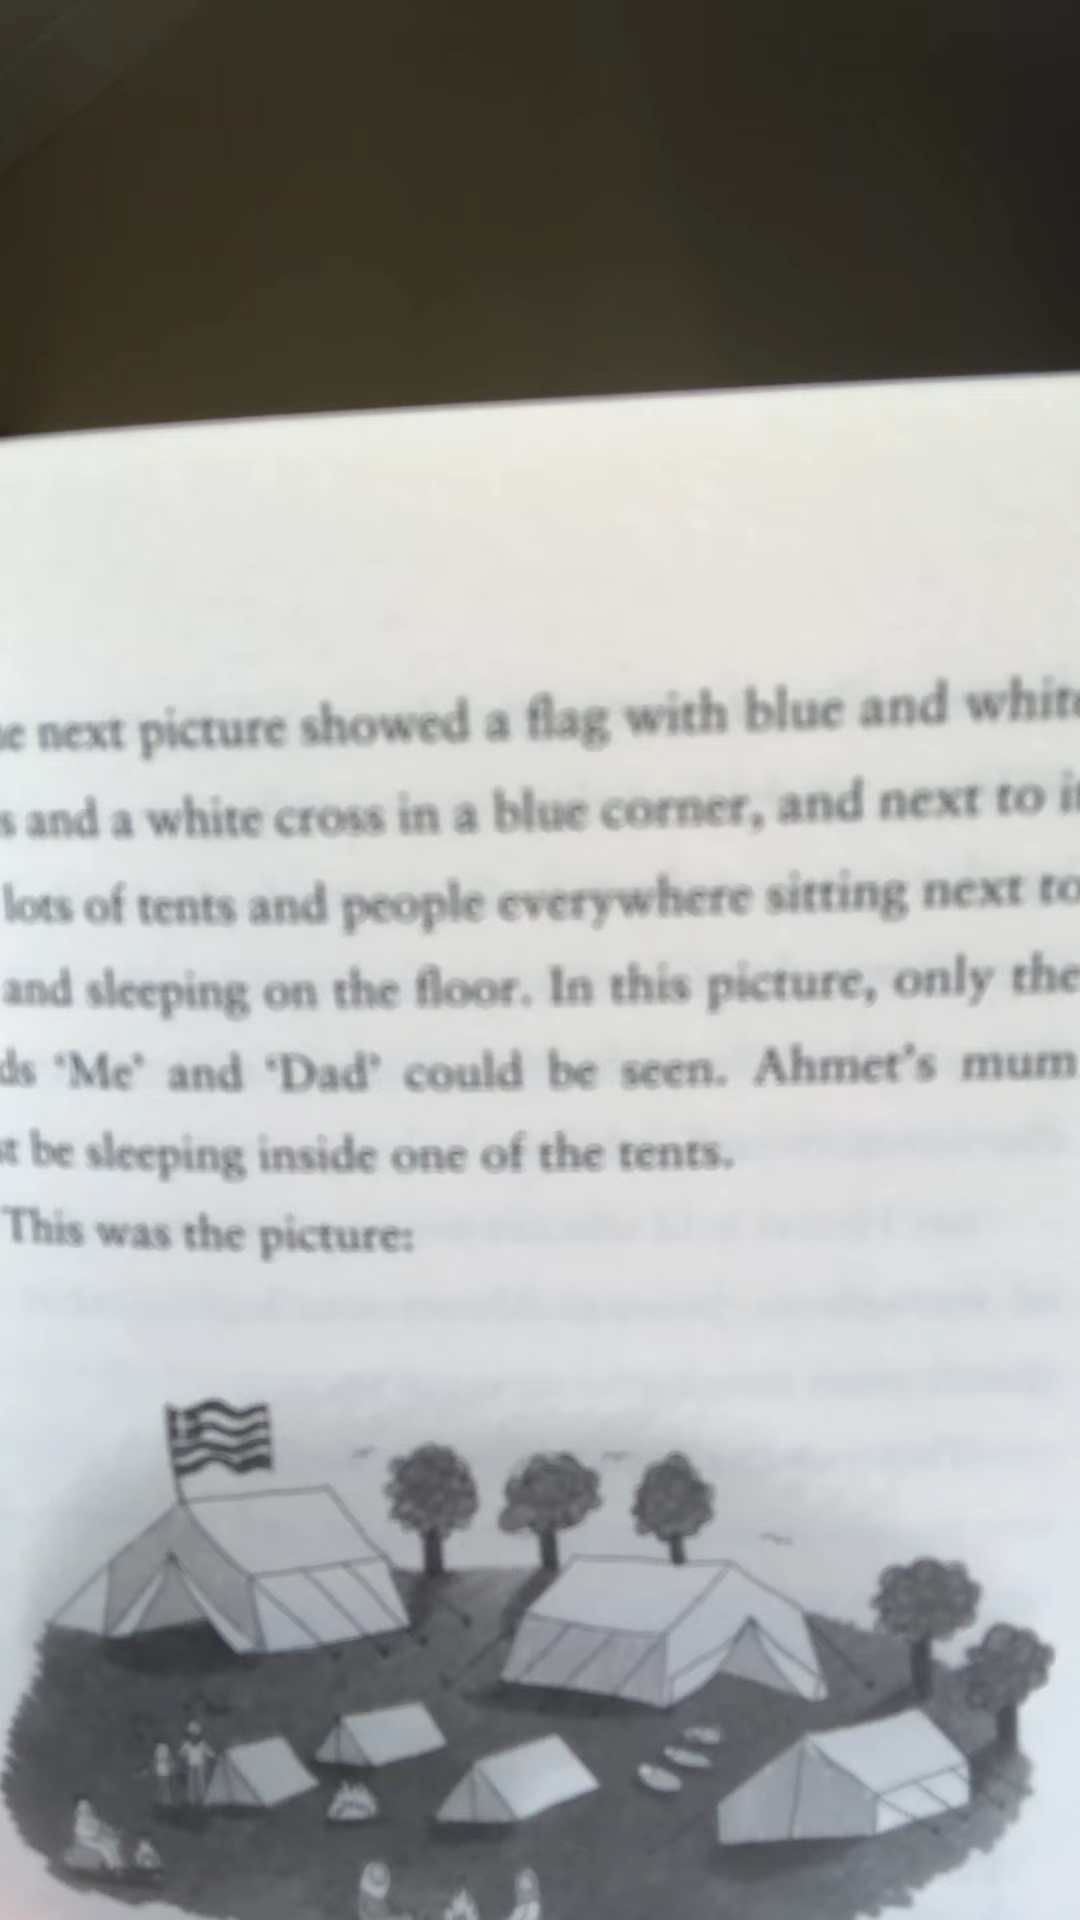 next picture showed a flag with blue and white
and a white cross in a blue corner, and next to it
lots of tents and people everywhere sitting next to
and sleeping on the floor. In this picture, only the
'Me' and 'Dad' could be seen. Ahmet's mum
be sleeping inside one of the tents.
This was the picture: